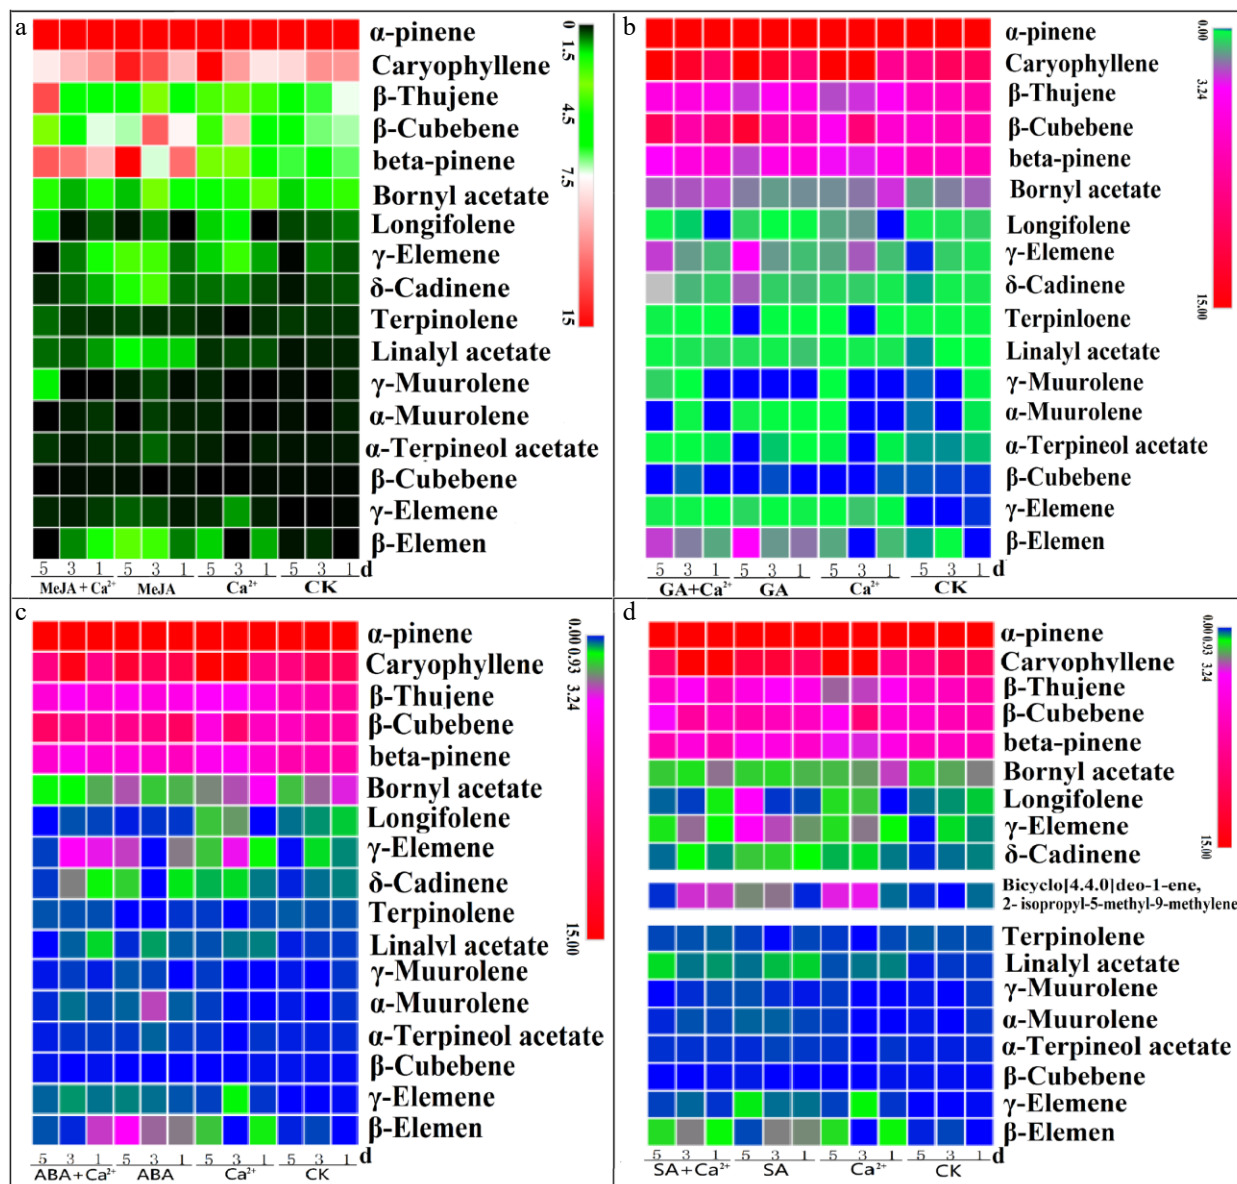 a
α-pinene
Caryophyllene
β-Thujene
β-Cubebene
beta-pinene
Bornyl acetate
Longifolene
γ-Elemene
δ-Cadinene
Terpinolene
Linalyl acetate
γ-Muurolene
α-Muurolene
α-Terpineol acetate
β-Cubebene
γ-Elemene
β-Elemen
0
1.5
4.5
7.5
15
5 3 1 5 3 1 5 3 1 5 3 1 d
MeJA + Ca²⁺ MeJA Ca²⁺ CK
b
α-pinene
Caryophyllene
β-Thujene
β-Cubebene
beta-pinene
Bornyl acetate
Longifolene
γ-Elemene
δ-Cadinene
Terpinloene
Linalyl acetate
γ-Muurolene
α-Muurolene
α-Terpineol acetate
β-Cubebene
γ-Elemene
β-Elemen
0.00
3.24
15.00
5 3 1 5 3 1 5 3 1 5 3 1 d
GA+Ca²⁺ GA Ca²⁺ CK
c
α-pinene
Caryophyllene
β-Thujene
β-Cubebene
beta-pinene
Bornyl acetate
Longifolene
γ-Elemene
δ-Cadinene
Terpinolene
Linalvl acetate
γ-Muurolene
α-Muurolene
α-Terpineol acetate
β-Cubebene
γ-Elemene
β-Elemen
0.00
0.93
3.24
15.00
5 3 1 5 3 1 5 3 1 5 3 1 d
ABA+Ca²⁺ ABA Ca²⁺ CK
d
α-pinene
Caryophyllene
β-Thujene
β-Cubebene
beta-pinene
Bornyl acetate
Longifolene
γ-Elemene
δ-Cadinene
Bicyclo[4.4.0]deo-1-ene,
2- isopropyl-5-methyl-9-methylene
Terpinolene
Linalyl acetate
γ-Muurolene
α-Muurolene
α-Terpineol acetate
β-Cubebene
γ-Elemene
β-Elemen
0.00
0.93
3.24
15.00
5 3 1 5 3 1 5 3 1 5 3 1 d
SA+Ca²⁺ SA Ca²⁺ CK